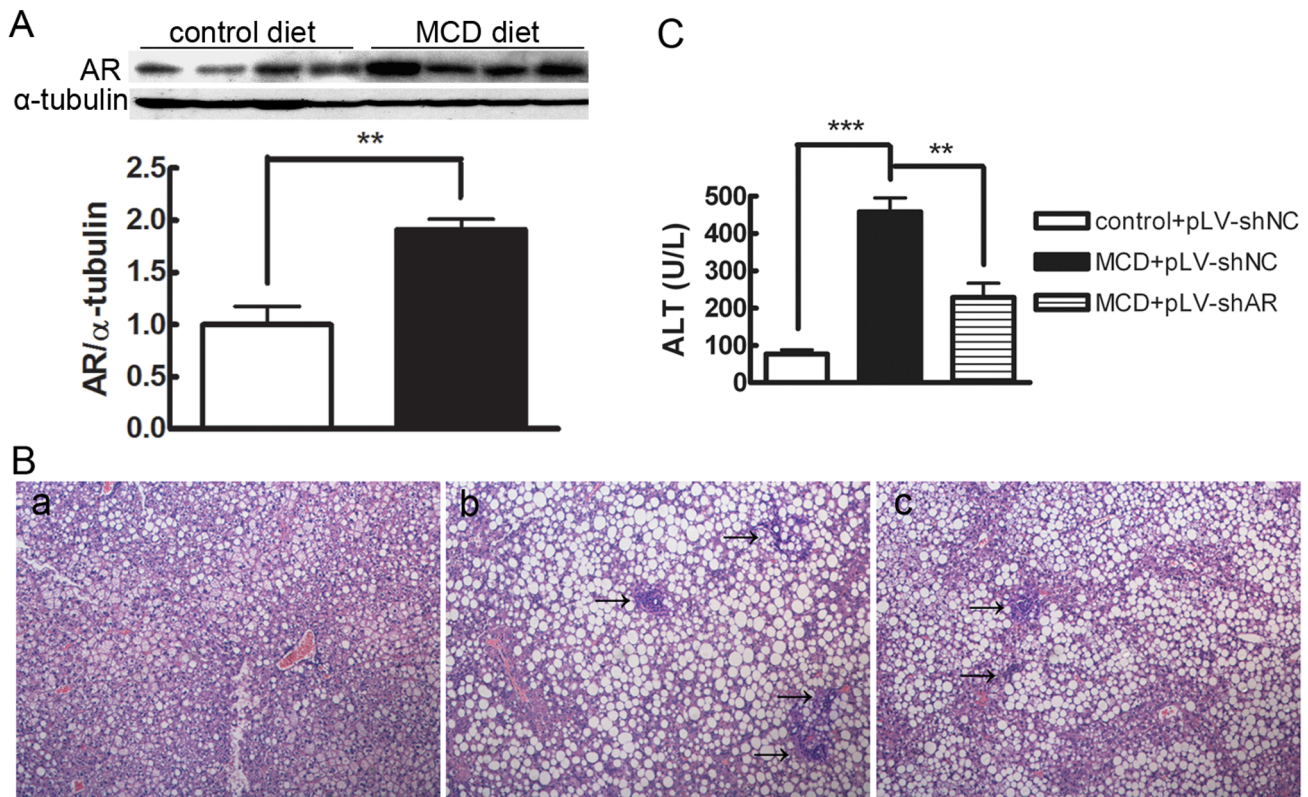 A
control diet
MCD diet
AR
α-tubulin
**
2.5
2.0
1.5
1.0
0.5
0.0
AR/α-tubulin
C
***
**
500
400
300
200
100
0
ALT (U/L)
control+pLV-shNC
MCD+pLV-shNC
MCD+pLV-shAR
B
a
b
c